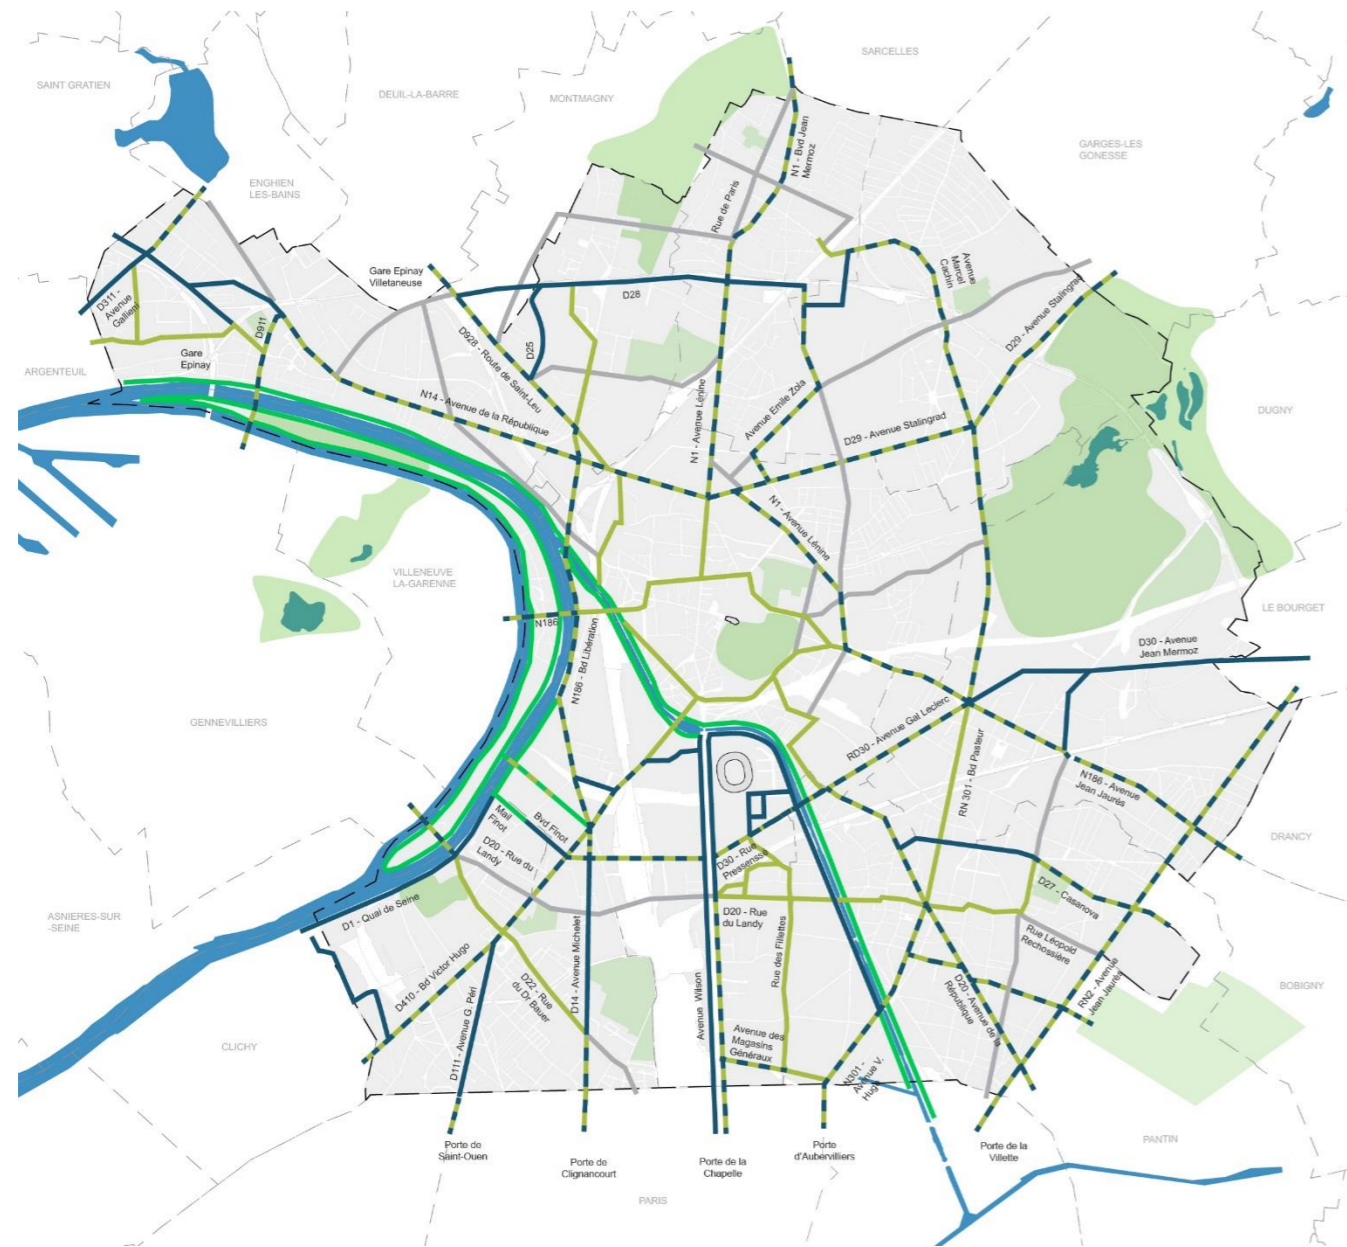 SARCELLES
SAINT GRATIEN
DEUIL-LA-BARRE
MONTMAGNY
GARGES-LES
GONESSE
N1 - Bvd Jean
Mermoz
ENGHIEN
LES-BAINS
Rue de Paris
Gare Epinay
Villetaneuse
Avenue
Marcel
Cachin
D311 -
Avenue
Gallieni
D28
D29 - Avenue Stalingrad
D911
D25
D928 - Route de Saint-Leu
Gare
Epinay
ARGENTEUIL
N14 - Avenue de la République
N1 - Avenue Lénine
Avenue Emile Zola
D29 - Avenue Stalingrad
DUGNY
N1 - Avenue Lénine
VILLENEUVE
LA-GARENNE
LE BOURGET
N186
N186 - Bd Libération
D30 - Avenue
Jean Mermoz
GENNEVILLIERS
RD30 - Avenue Gal Leclerc
RN 301 - Bd Pasteur
N186 - Avenue
Jean Jaurés
Mail
Finot
Bvd Finot
DRANCY
D20 - Rue du
Landy
D30 - Rue
Pressensse
D27 - Casanova
ASNIERES-SUR
-SEINE
D1 - Quai de Seine
D20 - Rue
du Landy
Rue des Fillettes
Rue Léopold
Rechossière
D410 - Bd Victor Hugo
D14 - Avenue Michelet
D22 - Rue
du Dr Bauer
D111 - Avenue G. Péri
Avenue Wilson
D20 - Avenue de la
République
RN2 - Avenue
Jean Jaurès
BOBIGNY
CLICHY
Avenue des
Magasins
Généraux
N301 -
Avenue V.
Hugo
Porte de
Saint-Ouen
Porte de
Clignancourt
Porte de la
Chapelle
Porte
d'Aubervilliers
Porte de la
Villette
PANTIN
PARIS